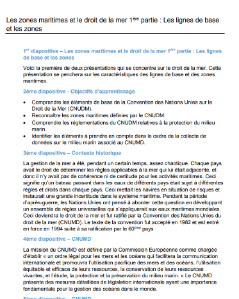 Les zones maritimes et le droit de la mer 1ère partie : Les lignes de base
et les zones
1ère diapositive – Les zones maritimes et le droit de la mer 1ère partie : Les lignes
de base et les zones
Voici la première de deux présentations qui se concentre sur le droit de la mer. Cette
présentation se penchera sur les caractéristiques des lignes de base et des zones
maritimes.
2ème diapositive - Objectifs d'apprentissage
• Comprendre les éléments de base de la Convention des Nations Unies sur le
Droit de la Mer (CNUDM).
• Reconnaître les zones maritimes définies par le CNUDM.
• Comprendre les réglementations du CNUDM relatives à la protection du milieu
marin.
• Identifier les éléments à prendre en compte dans le cadre de la collecte de
données sur le milieu marin associé au CNUMD.
3ème diapositive – Contexte historique
La gestion de la mer a été, pendant un certain temps, assez chaotique. Chaque pays
avait le droit de déterminer les règles applicables à la mer qui lui était adjacente, et
donc il n'y avait pas de cohérence ni de certitude pour les activités maritimes. Ceci
signifie qu'un bateau passant dans les eaux de différents pays était sujet à différentes
règles et droits dans chaque pays. Ceci mettait les navires en situation de risques et
induisait une grande incertitude dans le système maritime. Pendant la période
d'après-guerre, les Nations Unies ont pensé à aborder cette question en développant
un ensemble de règles universelles qui s'appliqueraient aux eaux maritimes mondiales.
Ceci devint le droit de la mer et fut ratifié par la Convention des Nations Unies du
droit de la mer (CNUDM). Le texte de la convention fut accepté en 1982 et est entré
en force en 1994 suite à sa ratification par le 60ème pays.
4ème diapositive – CNUMD
La mission du CNUMD est définie par la Commission Européenne comme chargée
d'établir « un ordre légal pour les mers et les océans qui facilitera la communication
internationale et promouvra l'utilisation pacifique des mers et des océans, l'utilisation
équitable et efficace de leurs ressources, la conservation de leurs ressources
vivantes, et l'étude, la protection et la préservation du milieu marin. » Le CNUMD
présente des mesures détaillées de législation internationale ayant une importance
fondamentale pour la gestion des océans dans le monde.
5ème diapositive – CNUMD